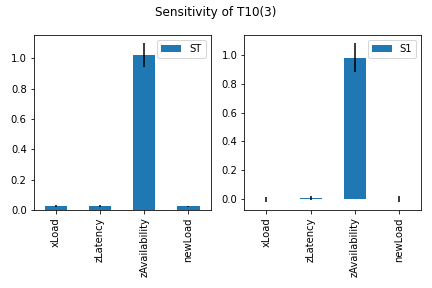 Sensitivity of T10(3)
ST
1.0
0.8
0.6
0.4
0.2
0.0
xLoad
zLatency
zAvailability
newLoad
S1
1.0
0.8
0.6
0.4
0.2
0.0
xLoad
zLatency
zAvailability
newLoad